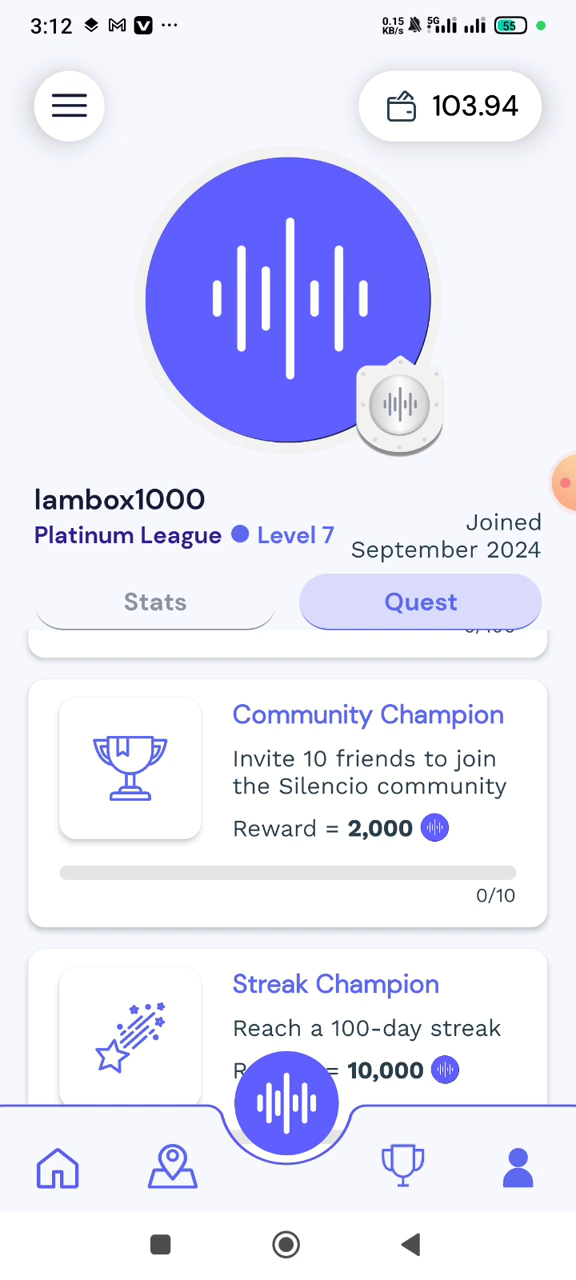 3:12
0.15
KB/s
5G
55
103.94
lambox1000
Platinum League
Level 7
Joined
September 2024
Stats
Quest
Community Champion
Invite 10 friends to join
the Silencio community
Reward = 2,000
0/10
Streak Champion
Reach a 100-day streak
= 10,000